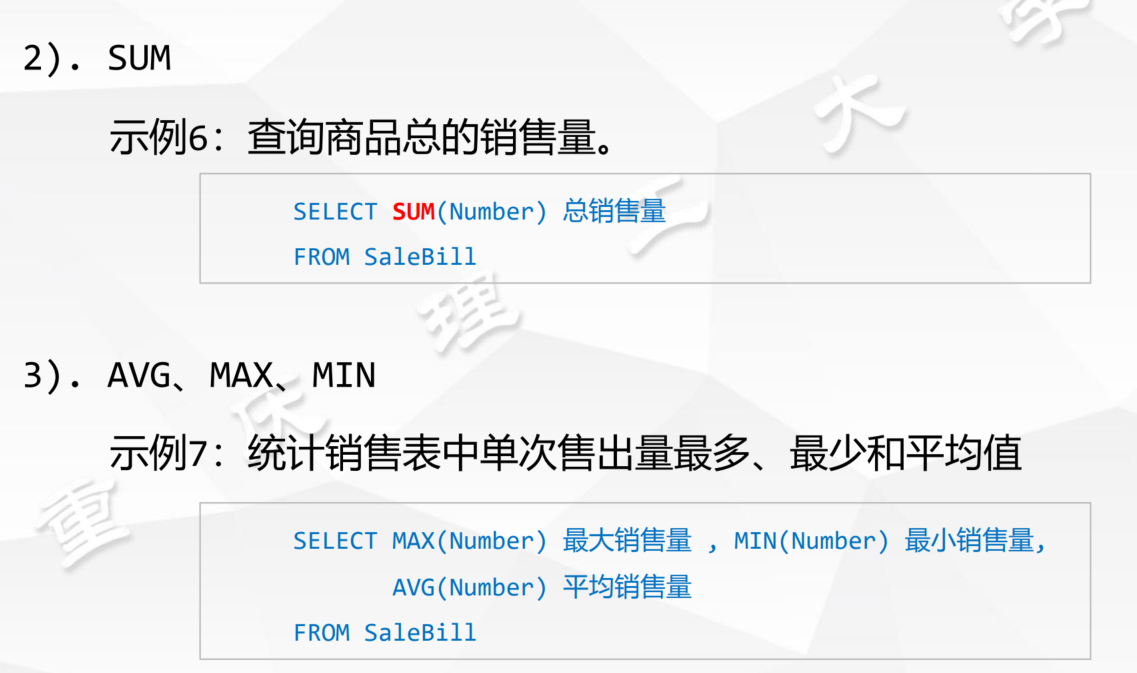 2). SUM
示例6：查询商品总的销售量。
SELECT SUM(Number) 总销售量
FROM SaleBill
3). AVG、MAX、MIN
示例7：统计销售表中单次售出量最多、最少和平均值
SELECT MAX(Number) 最大销售量 , MIN(Number) 最小销售量,
AVG(Number) 平均销售量
FROM SaleBill
重庆理工大学